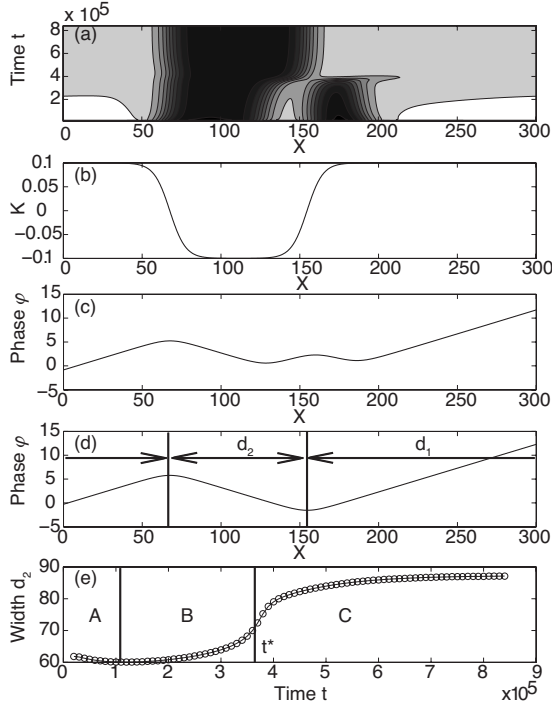 8 x 10⁵
(a)
6
4
2
Time t
0 50 100 150 200 250 300
X
0.1 (b)
0.05
0
−0.05
−0.1
K
0 50 100 150 200 250 300
X
15 (c)
10
5
0
−5
Phase φ
0 50 100 150 200 250 300
X
15 (d)
10
5
0
−5
Phase φ
d₂ d₁
0 50 100 150 200 250 300
X
90 (e)
80
70
60
Width d₂
A B C
t*
0 1 2 3 4 5 6 7 8 9
Time t x10⁵